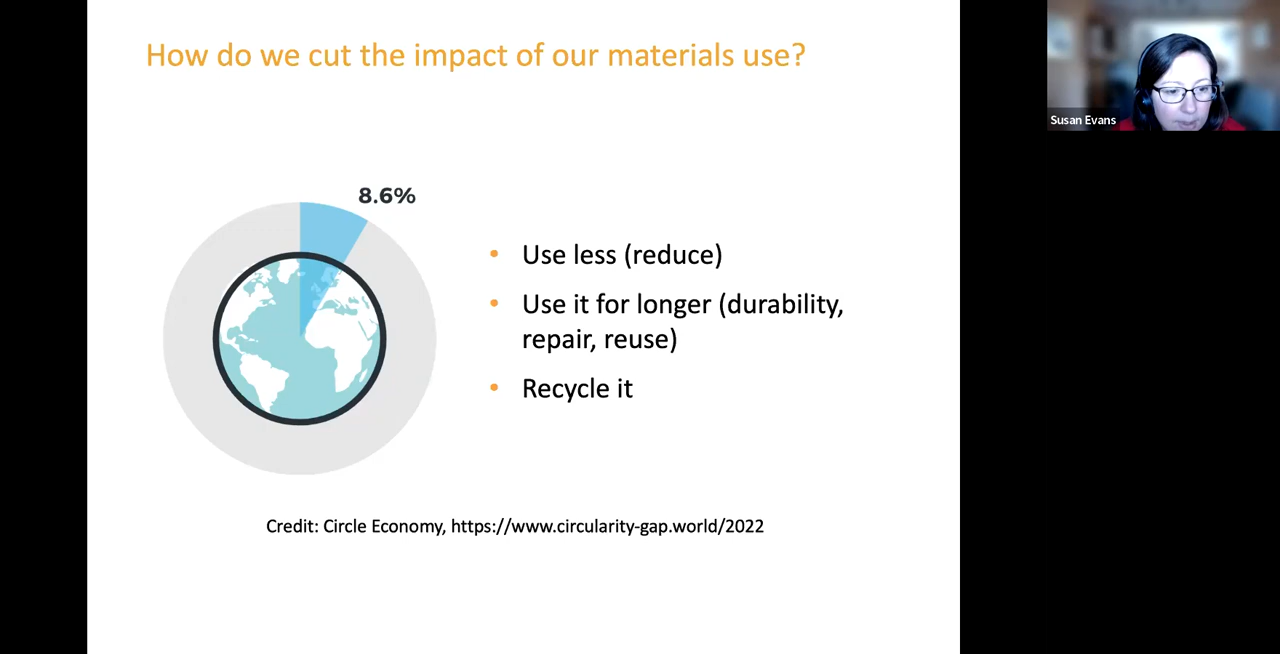 How do we cut the impact of our materials use?
Susan Evans
8.6%
• Use less (reduce)
• Use it for longer (durability,
repair, reuse)
• Recycle it
Credit: Circle Economy, https://www.circularity-gap.world/2022